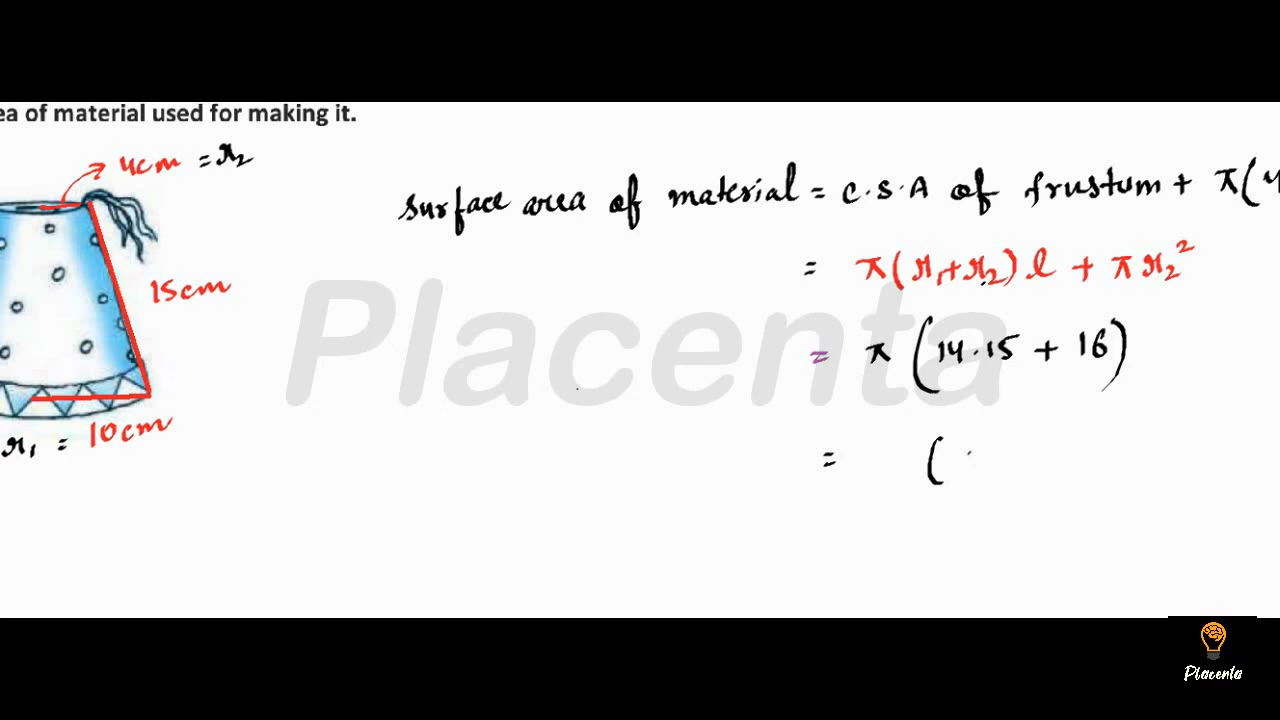 ea of material used for making it.
4cm = r₂
Surface area of material = C.S.A of frustum + π(4
= π(r₁+r₂)l + πr₂²
15cm
= π(14·15 + 16)
10cm
r₁ =
= (
Placenta
Placenta